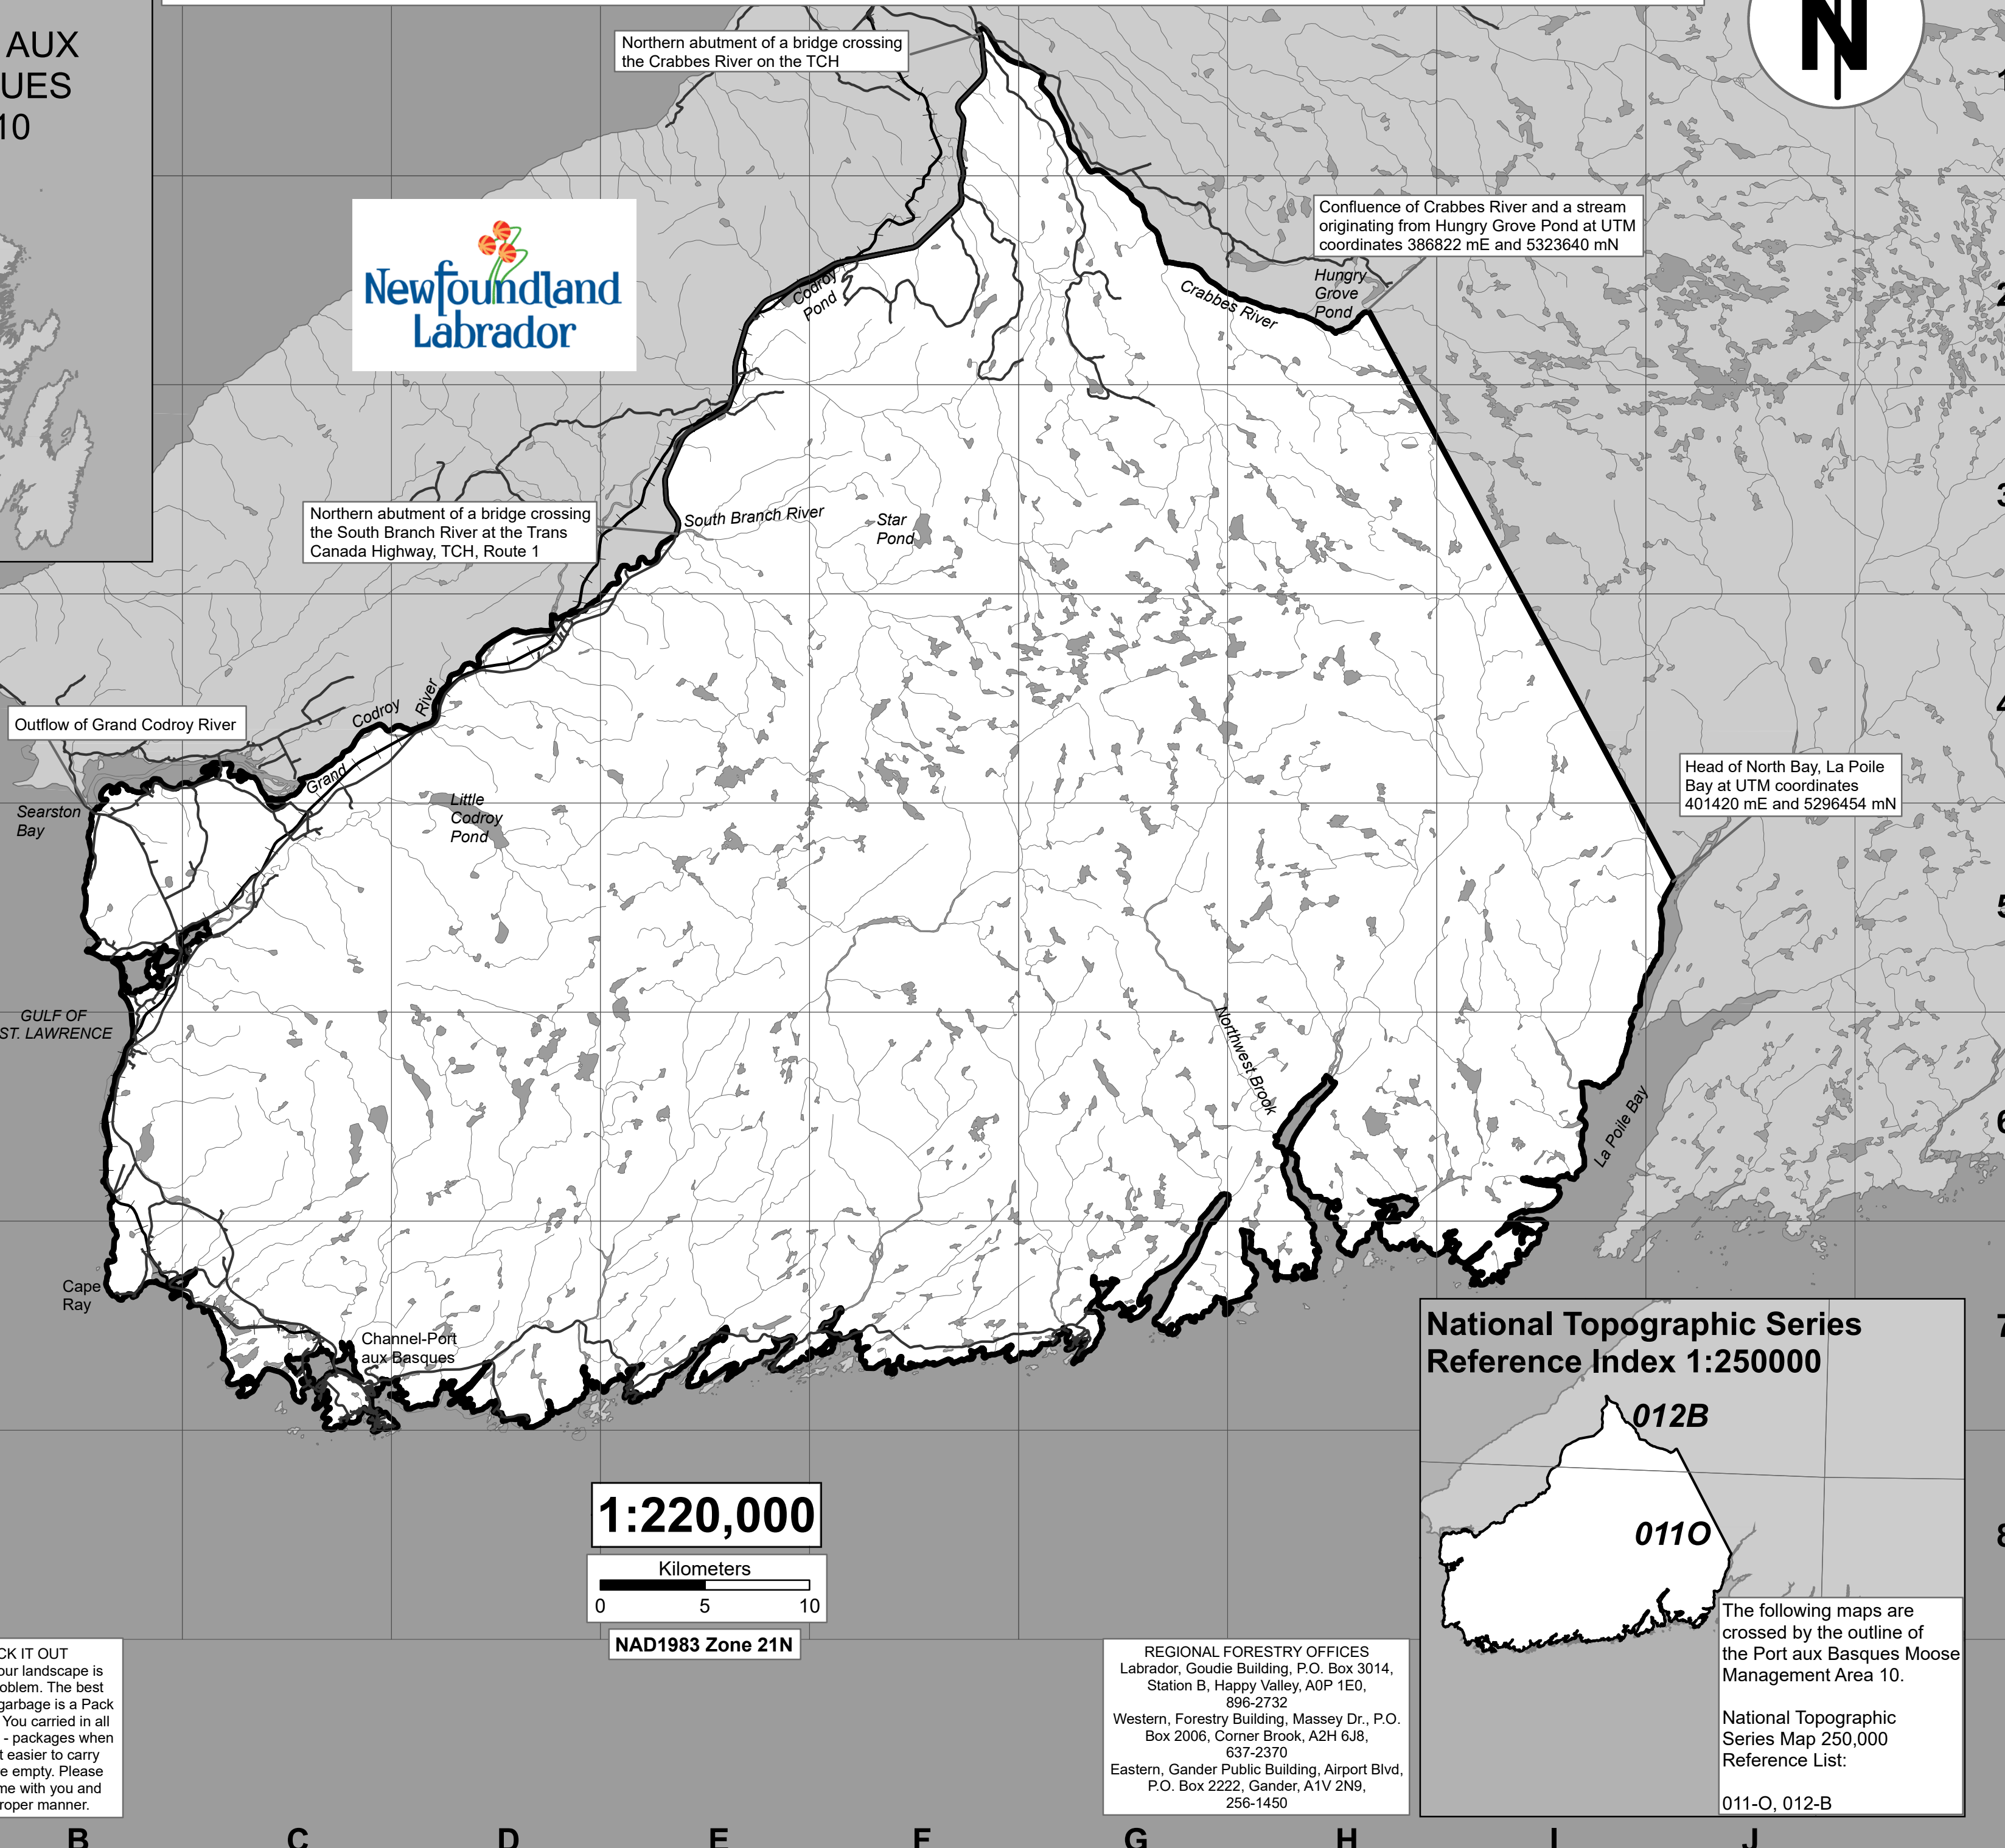 AUX
UES
10
Northern abutment of a bridge crossing
the Crabbes River on the TCH
N
1
Confluence of Crabbes River and a stream
originating from Hungry Grove Pond at UTM
coordinates 386822 mE and 5323640 mN
Newfoundland
Labrador
Codroy
Pond
Hungry
Grove
Pond
Crabbes River
2
Northern abutment of a bridge crossing
the South Branch River at the Trans
Canada Highway, TCH, Route 1
South Branch River
Star
Pond
3
Outflow of Grand Codroy River
Grand
Codroy
River
4
Searston
Bay
Little
Codroy
Pond
Head of North Bay, La Poile
Bay at UTM coordinates
401420 mE and 5296454 mN
5
GULF OF
ST. LAWRENCE
Northwest Brook
La Poile Bay
6
Cape
Ray
Channel-Port
aux Basques
National Topographic Series
Reference Index 1:250000
7
012B
011O
8
1:220,000
Kilometers
0 5 10
NAD1983 Zone 21N
The following maps are
crossed by the outline of
the Port aux Basques Moose
Management Area 10.
National Topographic
Series Map 250,000
Reference List:
011-O, 012-B
CK IT OUT
our landscape is
oblem. The best
garbage is a Pack
You carried in all
- packages when
t easier to carry
e empty. Please
me with you and
roper manner.
REGIONAL FORESTRY OFFICES
Labrador, Goudie Building, P.O. Box 3014,
Station B, Happy Valley, A0P 1E0,
896-2732
Western, Forestry Building, Massey Dr., P.O.
Box 2006, Corner Brook, A2H 6J8,
637-2370
Eastern, Gander Public Building, Airport Blvd,
P.O. Box 2222, Gander, A1V 2N9,
256-1450
B C D E F G H I J